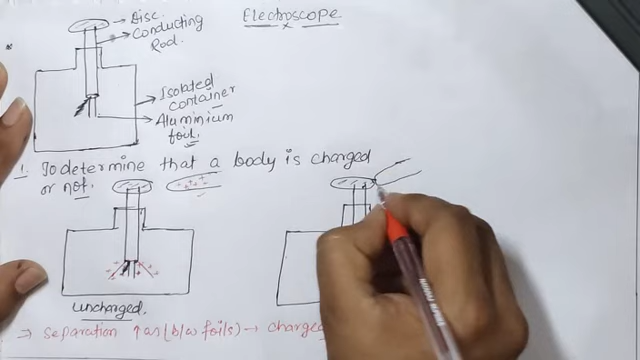 Electroscope
→ Disc.
→ Conducting
Rod.
→ Isolated
container
→ Aluminium
foil.
1. To determine that a body is charged
or not.
uncharged.
⇒ Separation ↑ as (b/w foils) → charged